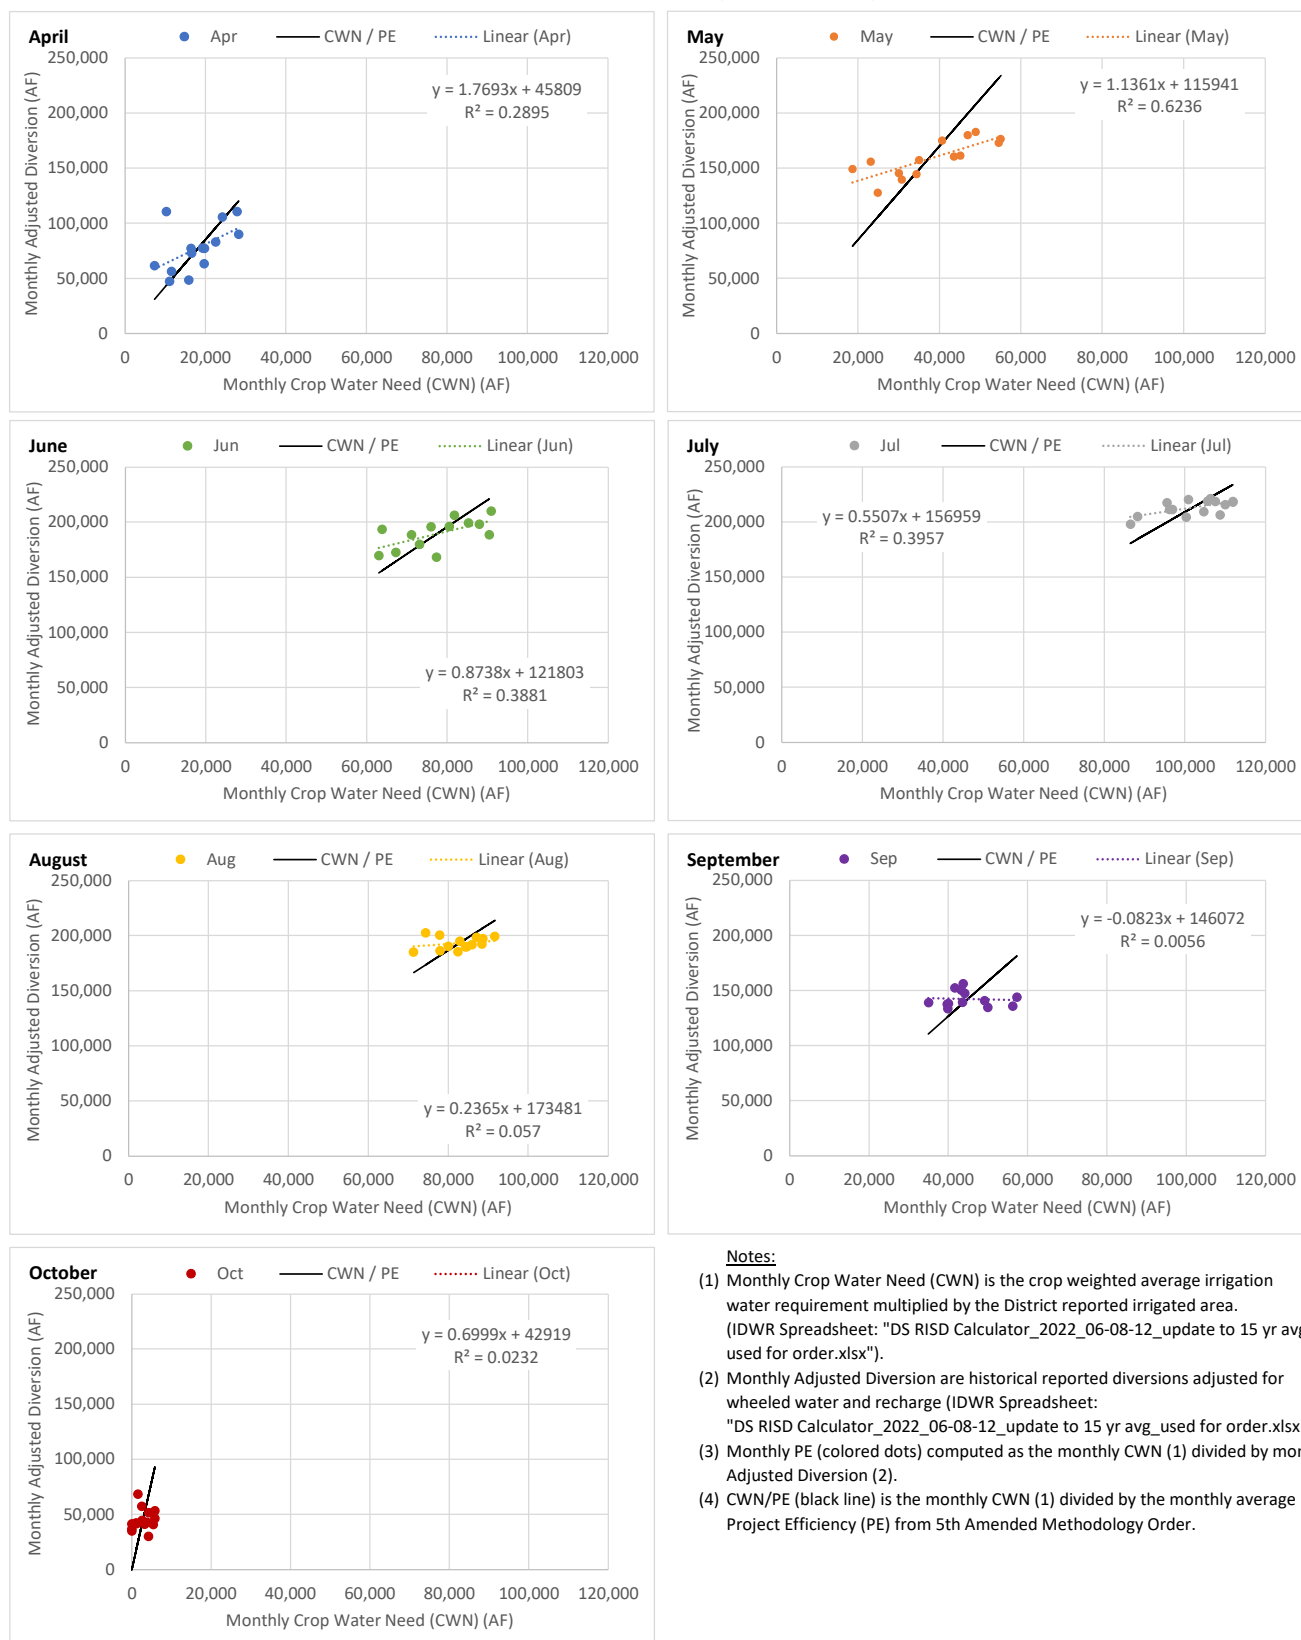 April
Apr
CWN / PE
Linear (Apr)
Monthly Adjusted Diversion (AF)
250,000
200,000
150,000
100,000
50,000
0
y = 1.7693x + 45809
R² = 0.2895
0 20,000 40,000 60,000 80,000 100,000 120,000
Monthly Crop Water Need (CWN) (AF)
May
May
CWN / PE
Linear (May)
Monthly Adjusted Diversion (AF)
250,000
200,000
150,000
100,000
50,000
0
y = 1.1361x + 115941
R² = 0.6236
0 20,000 40,000 60,000 80,000 100,000 120,000
Monthly Crop Water Need (CWN) (AF)
June
Jun
CWN / PE
Linear (Jun)
Monthly Adjusted Diversion (AF)
250,000
200,000
150,000
100,000
50,000
0
y = 0.8738x + 121803
R² = 0.3881
0 20,000 40,000 60,000 80,000 100,000 120,000
Monthly Crop Water Need (CWN) (AF)
July
Jul
CWN / PE
Linear (Jul)
Monthly Adjusted Diversion (AF)
250,000
200,000
150,000
100,000
50,000
0
y = 0.5507x + 156959
R² = 0.3957
0 20,000 40,000 60,000 80,000 100,000 120,000
Monthly Crop Water Need (CWN) (AF)
August
Aug
CWN / PE
Linear (Aug)
Monthly Adjusted Diversion (AF)
250,000
200,000
150,000
100,000
50,000
0
y = 0.2365x + 173481
R² = 0.057
0 20,000 40,000 60,000 80,000 100,000 120,000
Monthly Crop Water Need (CWN) (AF)
September
Sep
CWN / PE
Linear (Sep)
Monthly Adjusted Diversion (AF)
250,000
200,000
150,000
100,000
50,000
0
y = -0.0823x + 146072
R² = 0.0056
0 20,000 40,000 60,000 80,000 100,000 120,000
Monthly Crop Water Need (CWN) (AF)
October
Oct
CWN / PE
Linear (Oct)
Monthly Adjusted Diversion (AF)
250,000
200,000
150,000
100,000
50,000
0
y = 0.6999x + 42919
R² = 0.0232
0 20,000 40,000 60,000 80,000 100,000 120,000
Monthly Crop Water Need (CWN) (AF)
Notes:
(1) Monthly Crop Water Need (CWN) is the crop weighted average irrigation
water requirement multiplied by the District reported irrigated area.
(IDWR Spreadsheet: "DS RISD Calculator_2022_06-08-12_update to 15 yr avg
used for order.xlsx").
(2) Monthly Adjusted Diversion are historical reported diversions adjusted for
wheeled water and recharge (IDWR Spreadsheet:
"DS RISD Calculator_2022_06-08-12_update to 15 yr avg_used for order.xlsx
(3) Monthly PE (colored dots) computed as the monthly CWN (1) divided by mon
Adjusted Diversion (2).
(4) CWN/PE (black line) is the monthly CWN (1) divided by the monthly average
Project Efficiency (PE) from 5th Amended Methodology Order.